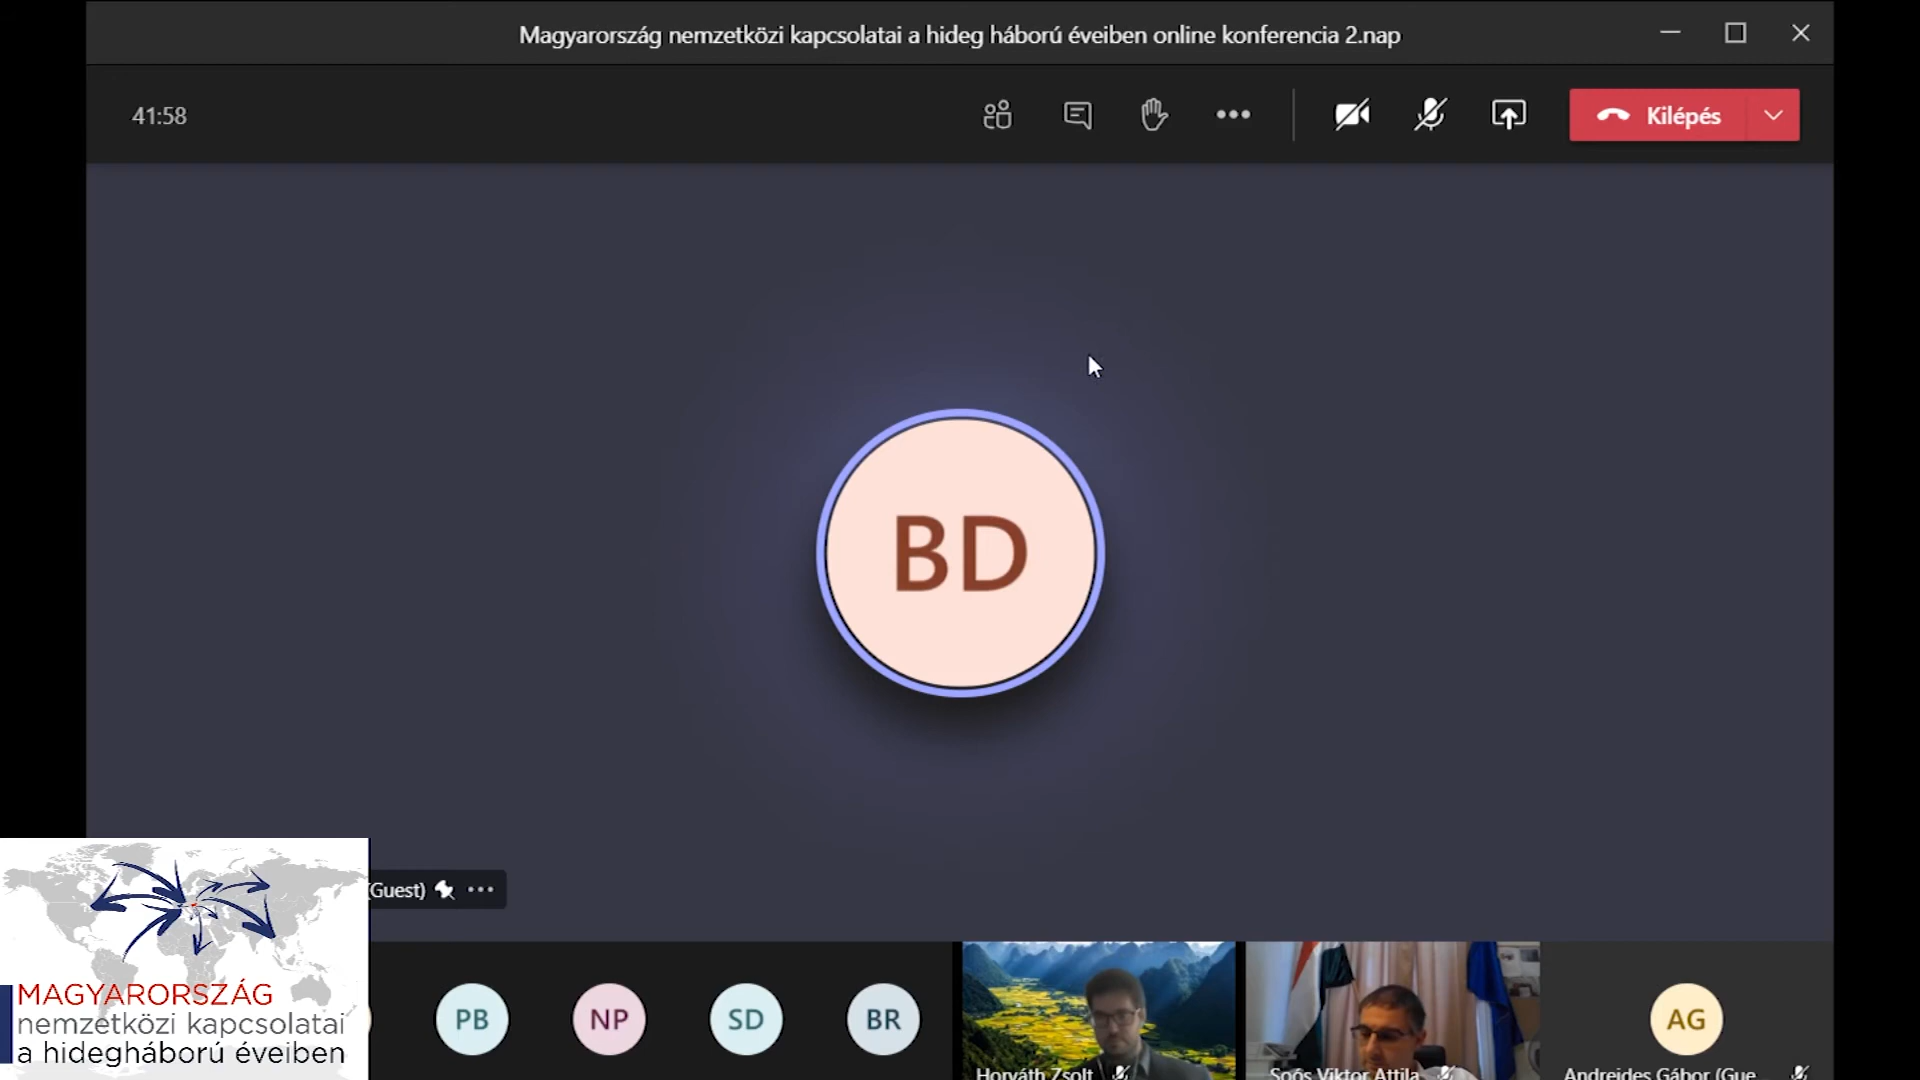 Magyarország nemzetközi kapcsolatai a hideg háború éveiben online konferencia 2.nap
41:58
Kilépés
BD
(Guest)
PB
NP
SD
BR
AG
Horváth Zsolt
Soós Viktor Attila
Andreides Gábor (Gue
MAGYARORSZÁG
nemzetközi kapcsolatai
a hidegháború éveiben